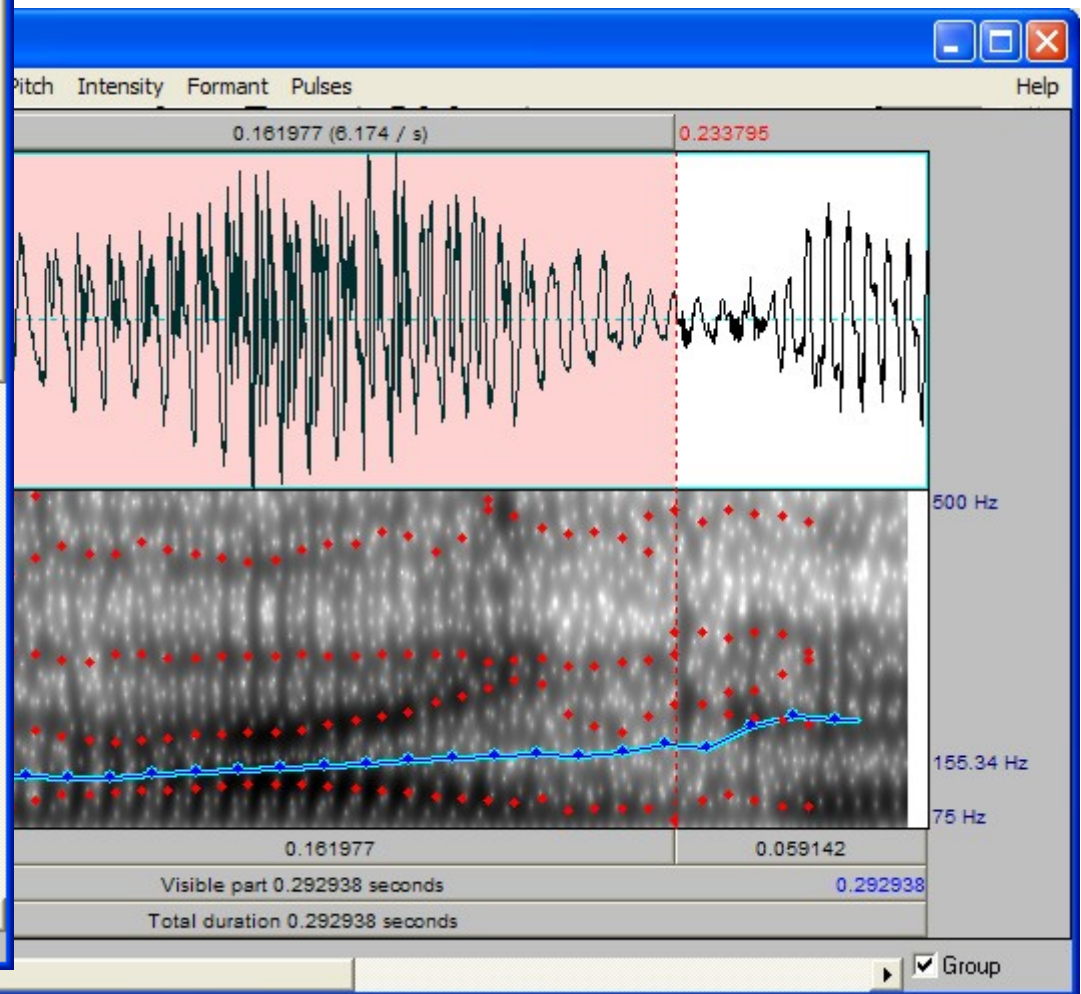 Pitch Intensity Formant Pulses Help
0.161977 (6.174 / s) 0.233795
500 Hz
155.34 Hz
75 Hz
0.161977 0.059142
Visible part 0.292938 seconds 0.292938
Total duration 0.292938 seconds
Group